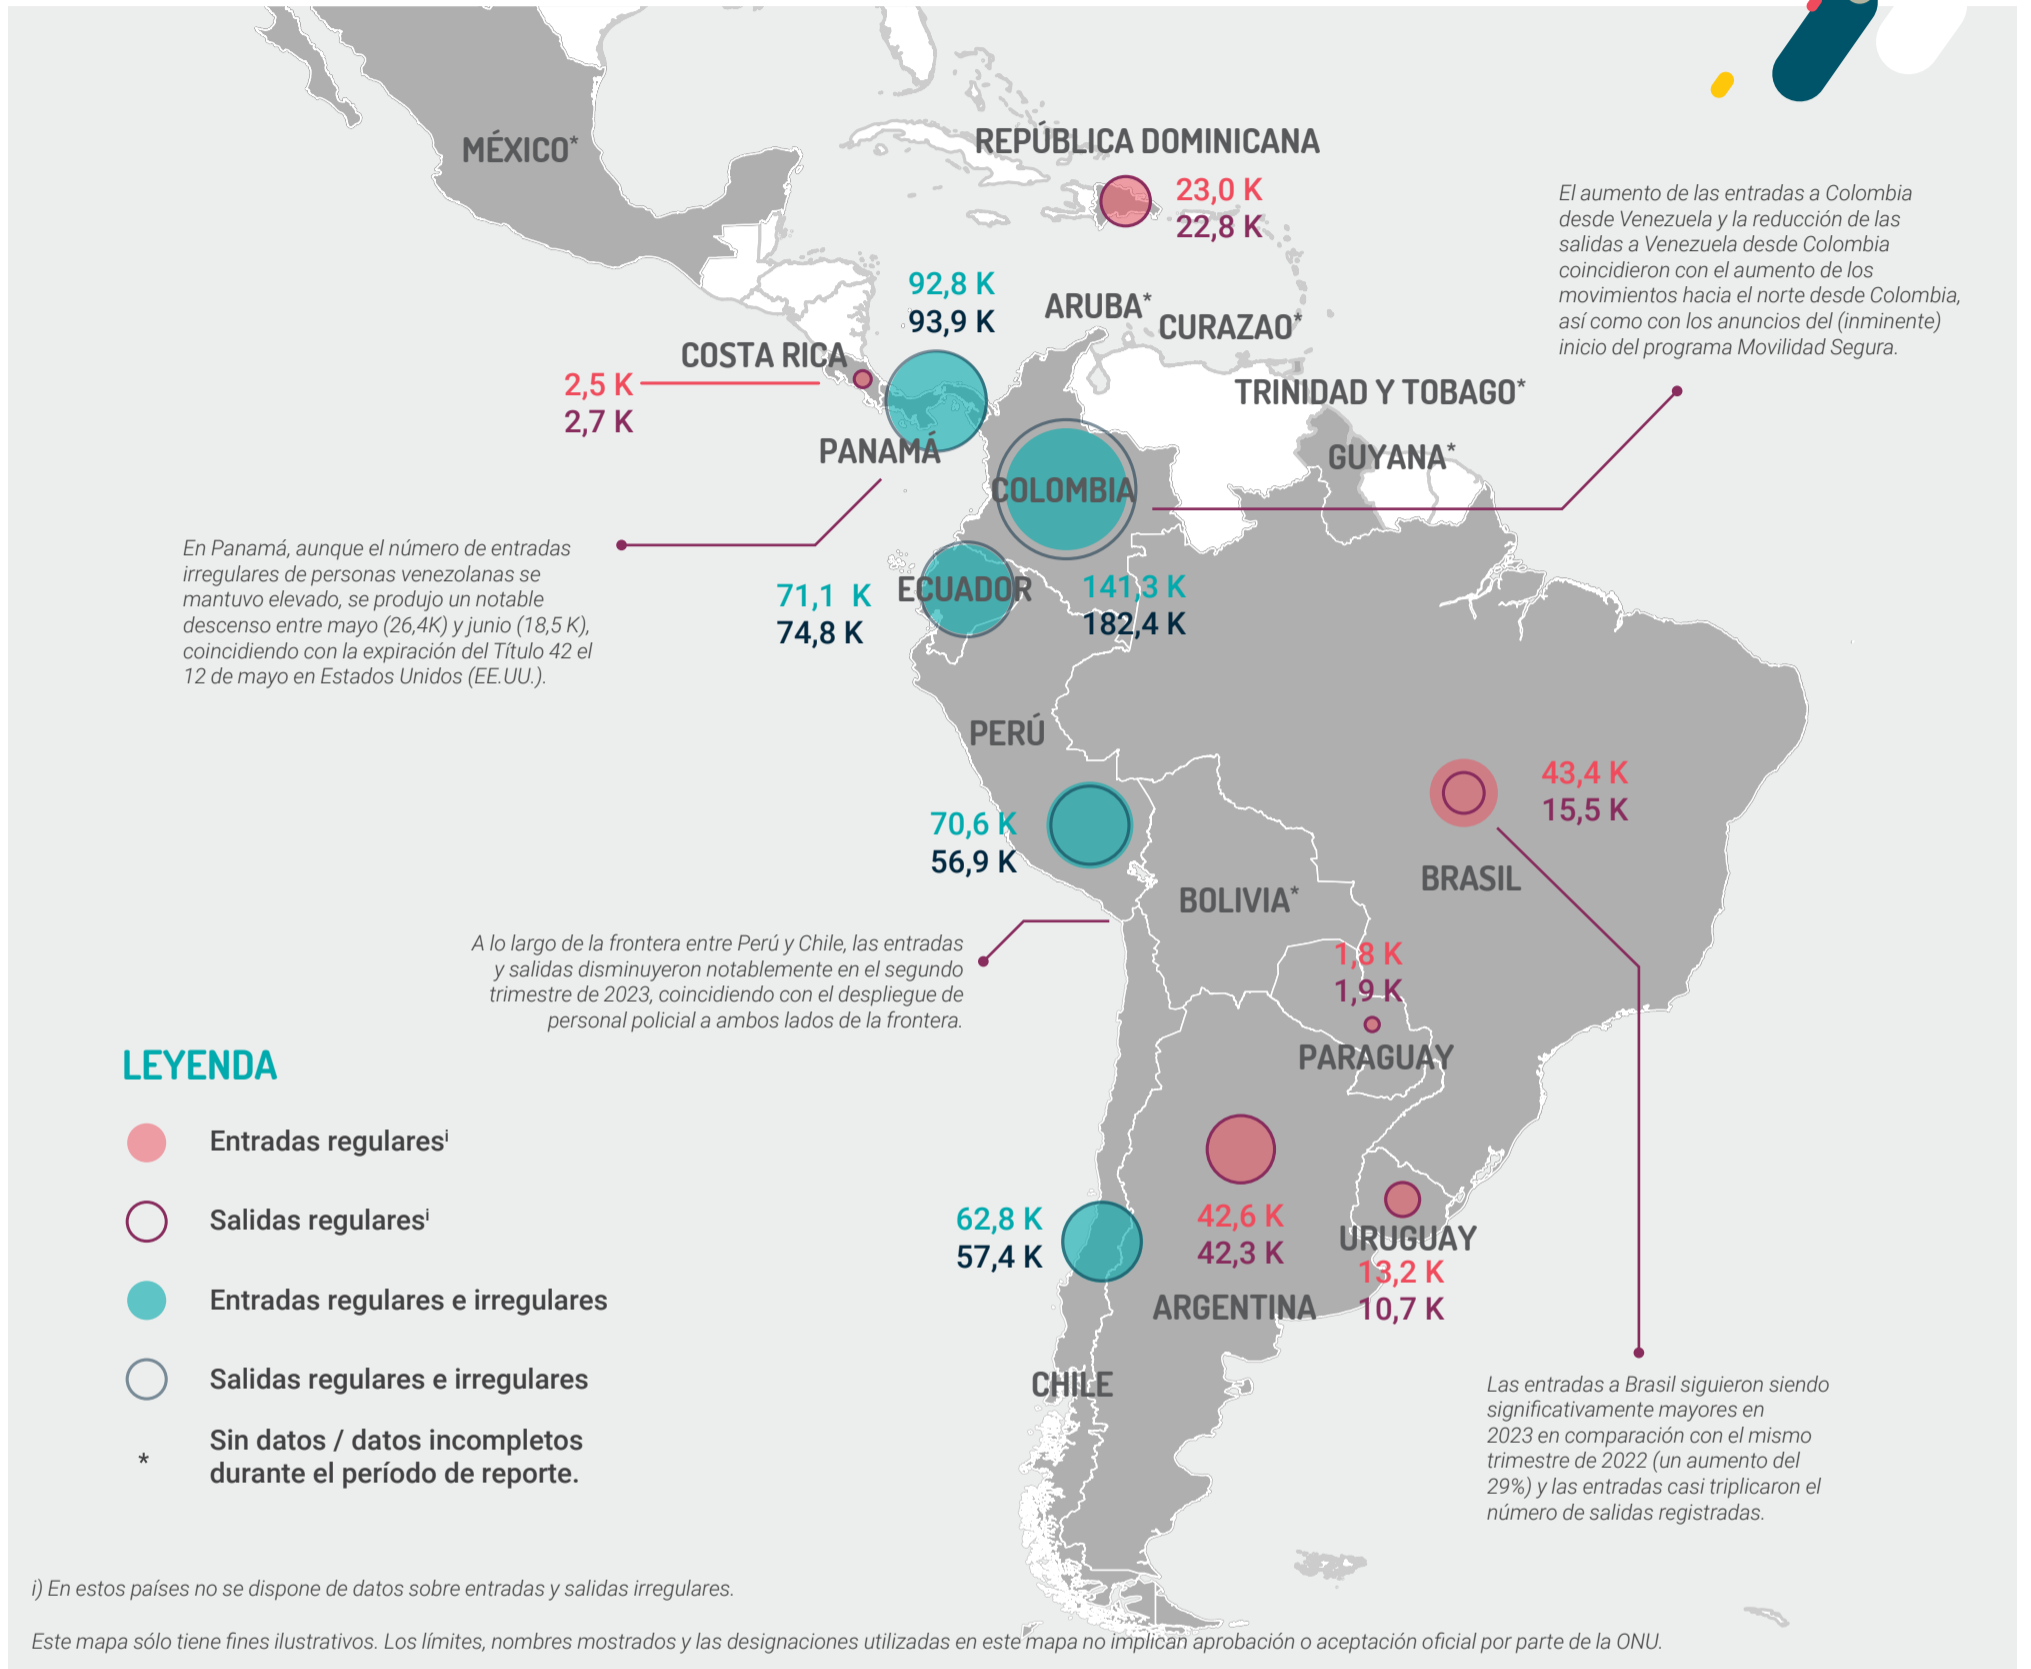 MÉXICO*
REPÚBLICA DOMINICANA
23,0 K
22,8 K
El aumento de las entradas a Colombia
desde Venezuela y la reducción de las
salidas a Venezuela desde Colombia
coincidieron con el aumento de los
movimientos hacia el norte desde Colombia,
así como con los anuncios del (inminente)
inicio del programa Movilidad Segura.
92,8 K
93,9 K
ARUBA*
CURAZAO*
COSTA RICA
2,5 K
2,7 K
TRINIDAD Y TOBAGO*
PANAMÁ
GUYANA*
COLOMBIA
En Panamá, aunque el número de entradas
irregulares de personas venezolanas se
mantuvo elevado, se produjo un notable
descenso entre mayo (26,4K) y junio (18,5 K),
coincidiendo con la expiración del Título 42 el
12 de mayo en Estados Unidos (EE.UU.).
71,1 K
74,8 K
ECUADOR
141,3 K
182,4 K
PERÚ
70,6 K
56,9 K
43,4 K
15,5 K
BRASIL
BOLIVIA*
A lo largo de la frontera entre Perú y Chile, las entradas
y salidas disminuyeron notablemente en el segundo
trimestre de 2023, coincidiendo con el despliegue de
personal policial a ambos lados de la frontera.
1,8 K
1,9 K
PARAGUAY
LEYENDA
Entradas regularesⁱ
Salidas regularesⁱ
Entradas regulares e irregulares
Salidas regulares e irregulares
* Sin datos / datos incompletos
durante el período de reporte.
62,8 K
57,4 K
42,6 K
42,3 K
URUGUAY
13,2 K
10,7 K
ARGENTINA
CHILE
Las entradas a Brasil siguieron siendo
significativamente mayores en
2023 en comparación con el mismo
trimestre de 2022 (un aumento del
29%) y las entradas casi triplicaron el
número de salidas registradas.
i) En estos países no se dispone de datos sobre entradas y salidas irregulares.
Este mapa sólo tiene fines ilustrativos. Los límites, nombres mostrados y las designaciones utilizadas en este mapa no implican aprobación o aceptación oficial por parte de la ONU.